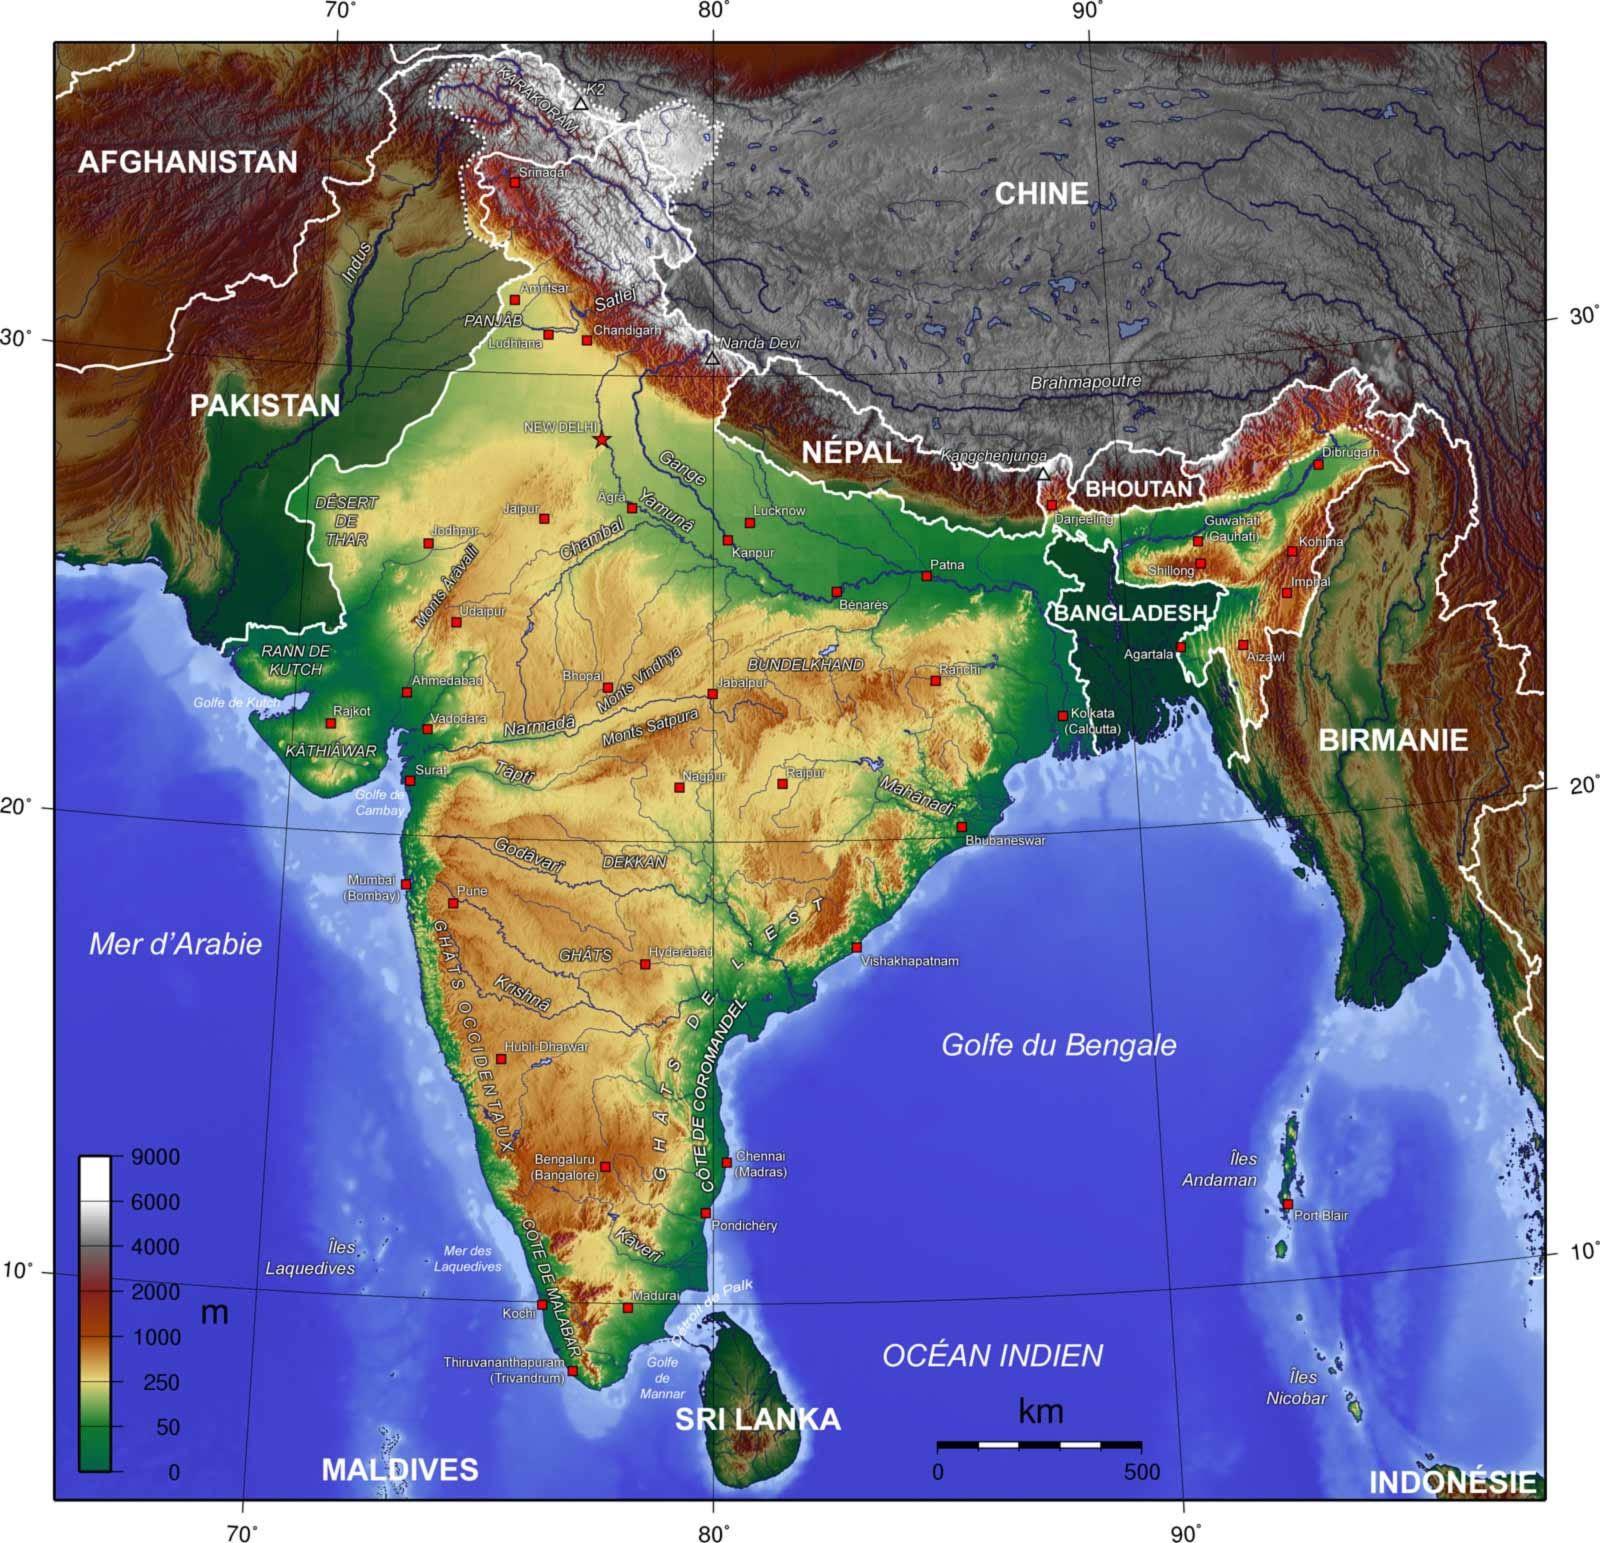 70°
80°
90°
KARAKORAM
K2
AFGHANISTAN
Srinagar
CHINE
Indus
Amritsar
Satlej
PANJÂB
Chandigarh
Ludhiana
30°
30°
Nanda Devi
Brahmapoutre
PAKISTAN
NEW DELHI
NÉPAL
Kangchenjunga
Dibrugarh
Gange
BHOUTAN
DÉSERT
DE
THAR
Agra
Yamunâ
Jaipur
Lucknow
Darjeeling
Guwahati
(Gauhati)
Jodhpur
Chambal
Kanpur
Kohima
Monts Ârâvalli
Patna
Shillong
Imphal
Bénarès
Udaipur
BANGLADESH
RANN DE
KUTCH
BUNDELKHAND
Agartala
Aizawl
Ahmedabad
Bhopal
Monts Vindhya
Jabalpur
Ranchi
Golfe de Kutch
Rajkot
Vadodara
Narmadâ
Monts Satpura
Kolkata
(Calcutta)
KÂTHIÂWAR
BIRMANIE
Surat
Tâptî
Nagpur
Raipur
Mahânadî
20°
20°
Golfe de
Cambay
Bhubaneswar
Godâvarî
DEKKAN
Mumbai
(Bombay)
Pune
Mer d’Arabie
GHÂTS OCCIDENTAUX
GHÂTS
Hyderâbâd
GHÂTS DE L'EST
Vishakhapatnam
Krishnâ
CÔTE DE COROMANDEL
Golfe du Bengale
Hubli-Dharwar
Bengaluru
(Bangalore)
Chennai
(Madras)
Îles
Andaman
Port Blair
Pondichéry
CÔTE DE MALABAR
Kâverî
Îles
Laquedives
Mer des
Laquedives
10°
10°
Kochi
Madurai
Détroit de Palk
Thiruvananthapuram
(Trivandrum)
Golfe
de
Mannar
OCÉAN INDIEN
Îles
Nicobar
SRI LANKA
MALDIVES
INDONÉSIE
9000
6000
4000
2000
m
1000
250
50
0
km
0
500
70°
80°
90°